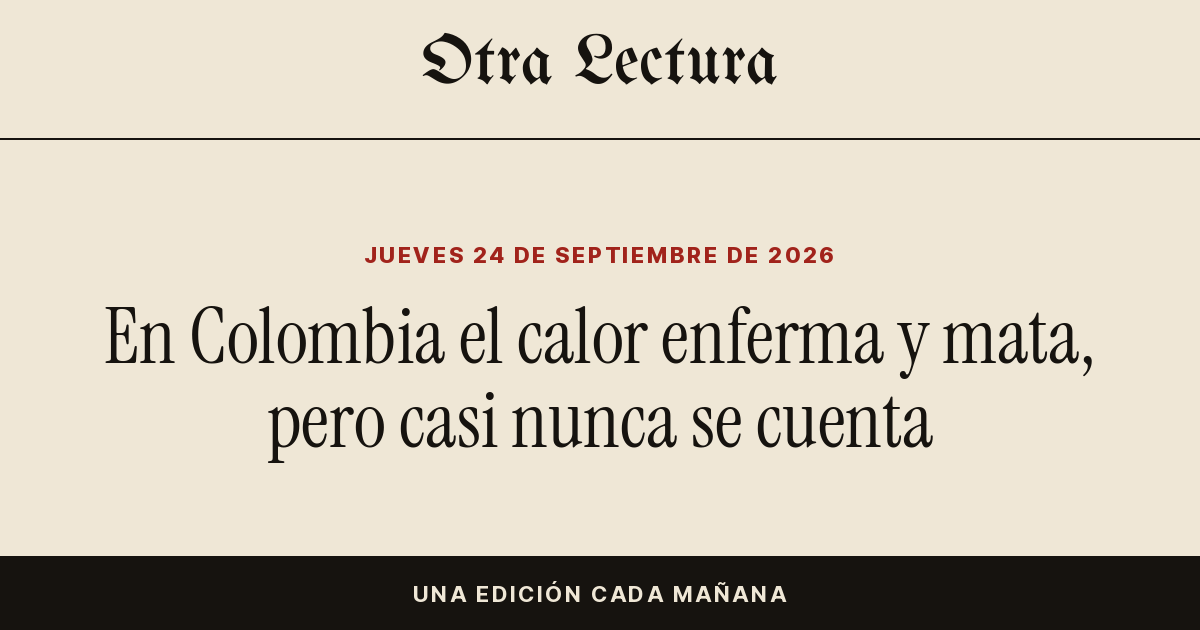 Otra Lectura
JUEVES 24 DE SEPTIEMBRE DE 2026
En Colombia el calor enferma y mata,
pero casi nunca se cuenta
UNA EDICIÓN CADA MAÑANA